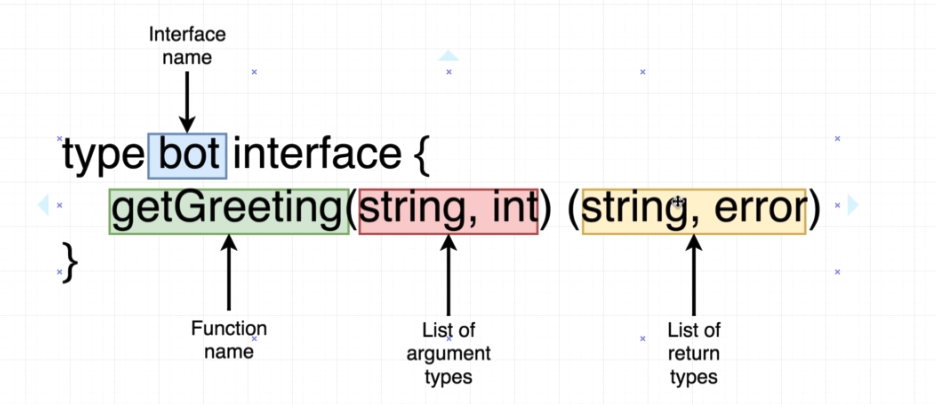 Interface
name
type bot interface {
getGreeting(string, int) (string, error)
}
Function
name
List of
argument
types
List of
return
types